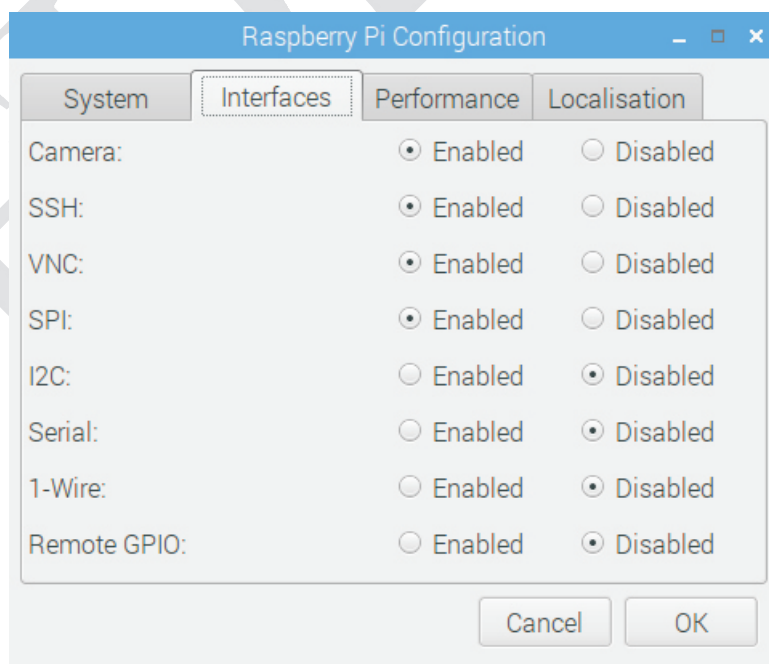 Raspberry Pi Configuration
System Interfaces Performance Localisation
Camera: Enabled Disabled
SSH: Enabled Disabled
VNC: Enabled Disabled
SPI: Enabled Disabled
I2C: Enabled Disabled
Serial: Enabled Disabled
1-Wire: Enabled Disabled
Remote GPIO: Enabled Disabled
Cancel OK